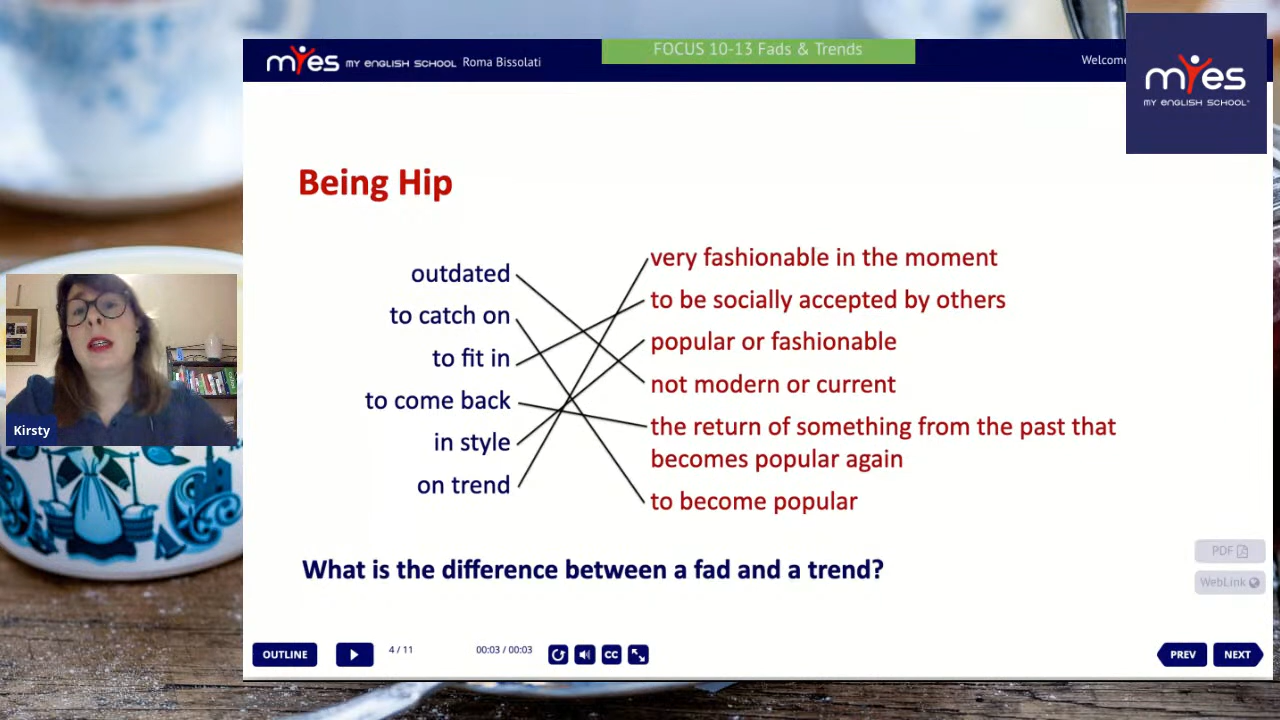 FOCUS 10-13 Fads & Trends
myes MY ENGLISH SCHOOL Roma Bissolati
Welcome
myes
MY ENGLISH SCHOOL
Being Hip
outdated
to catch on
to fit in
to come back
in style
on trend
very fashionable in the moment
to be socially accepted by others
popular or fashionable
not modern or current
the return of something from the past that
becomes popular again
to become popular
Kirsty
What is the difference between a fad and a trend?
PDF
WebLink
OUTLINE
4 / 11
00:03 / 00:03
CC
PREV
NEXT